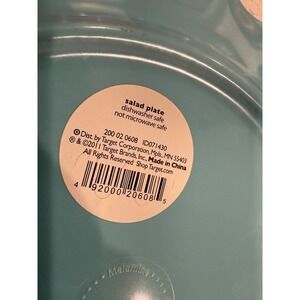 salad plate
dishwasher safe
not microwave safe
200 02 0608 ID071430
Dist. by Target Corporation, Mpls, MN 55403
® & ©2011 Target Brands, Inc. Made in China
All Rights Reserved Shop Target.com
4 92000 20608 5
Melamine